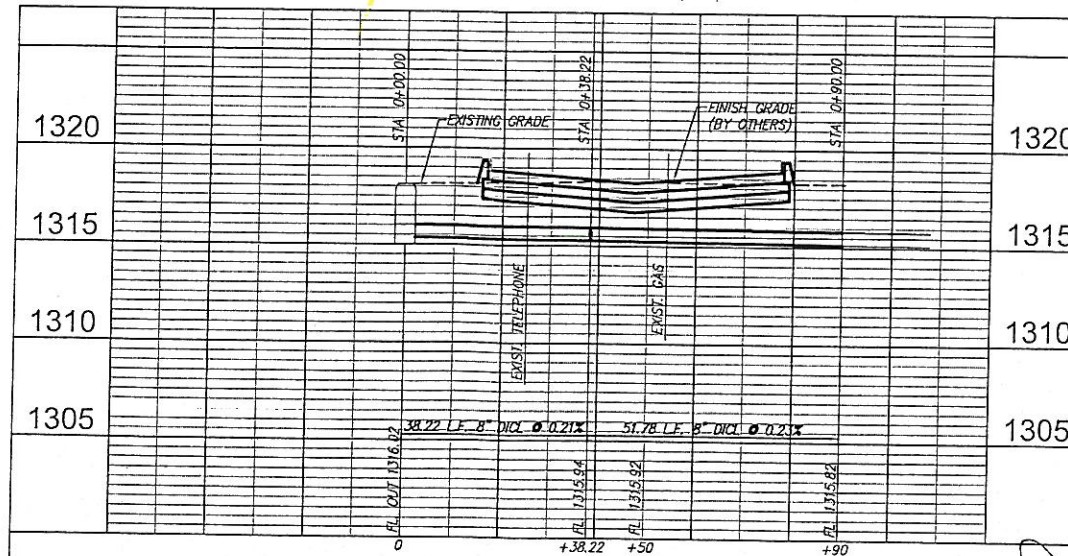 STA 0+00.00
STA 0+38.22
STA 0+90.00
EXISTING GRADE
FINISH GRADE
(BY OTHERS)
1320
1320
1315
1315
EXIST. TELEPHONE
EXIST. GAS
1310
1310
1305
1305
38.22 L.F. 8" DICL @ 0.21%
51.78 L.F. 8" DICL @ 0.23%
FL OUT 1316.02
FL 1315.94
FL 1315.92
FL 1315.82
0
+38.22
+50
+90